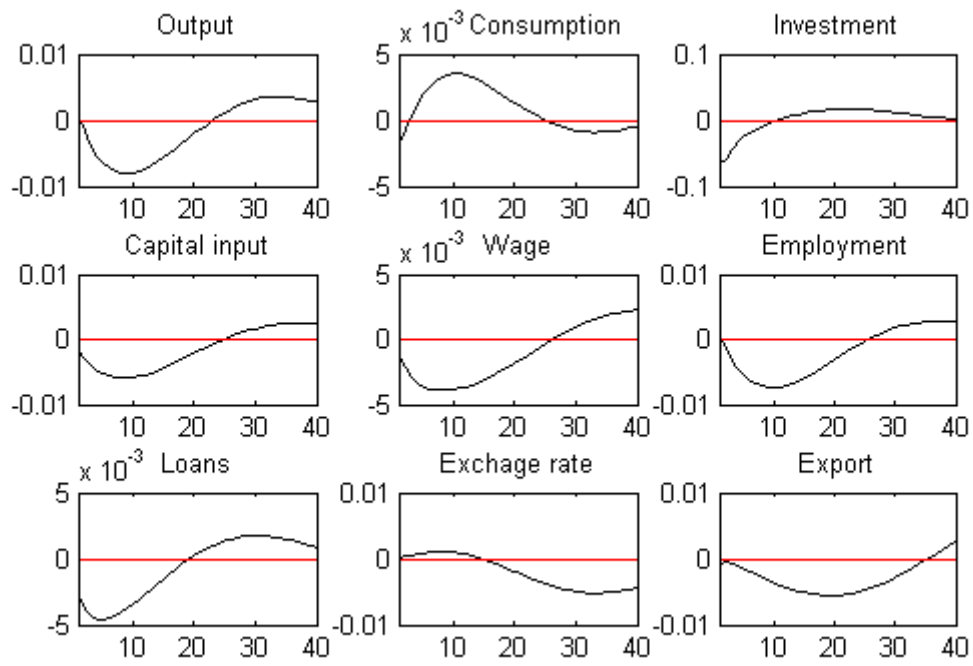 Output
0.01
0
-0.01
10 20 30 40
x 10-3 Consumption
5
0
-5
10 20 30 40
Investment
0.1
0
-0.1
10 20 30 40
Capital input
0.01
0
-0.01
10 20 30 40
x 10-3 Wage
5
0
-5
10 20 30 40
Employment
0.01
0
-0.01
10 20 30 40
x 10-3 Loans
5
0
-5
10 20 30 40
Exchage rate
0.01
0
-0.01
10 20 30 40
Export
0.01
0
-0.01
10 20 30 40